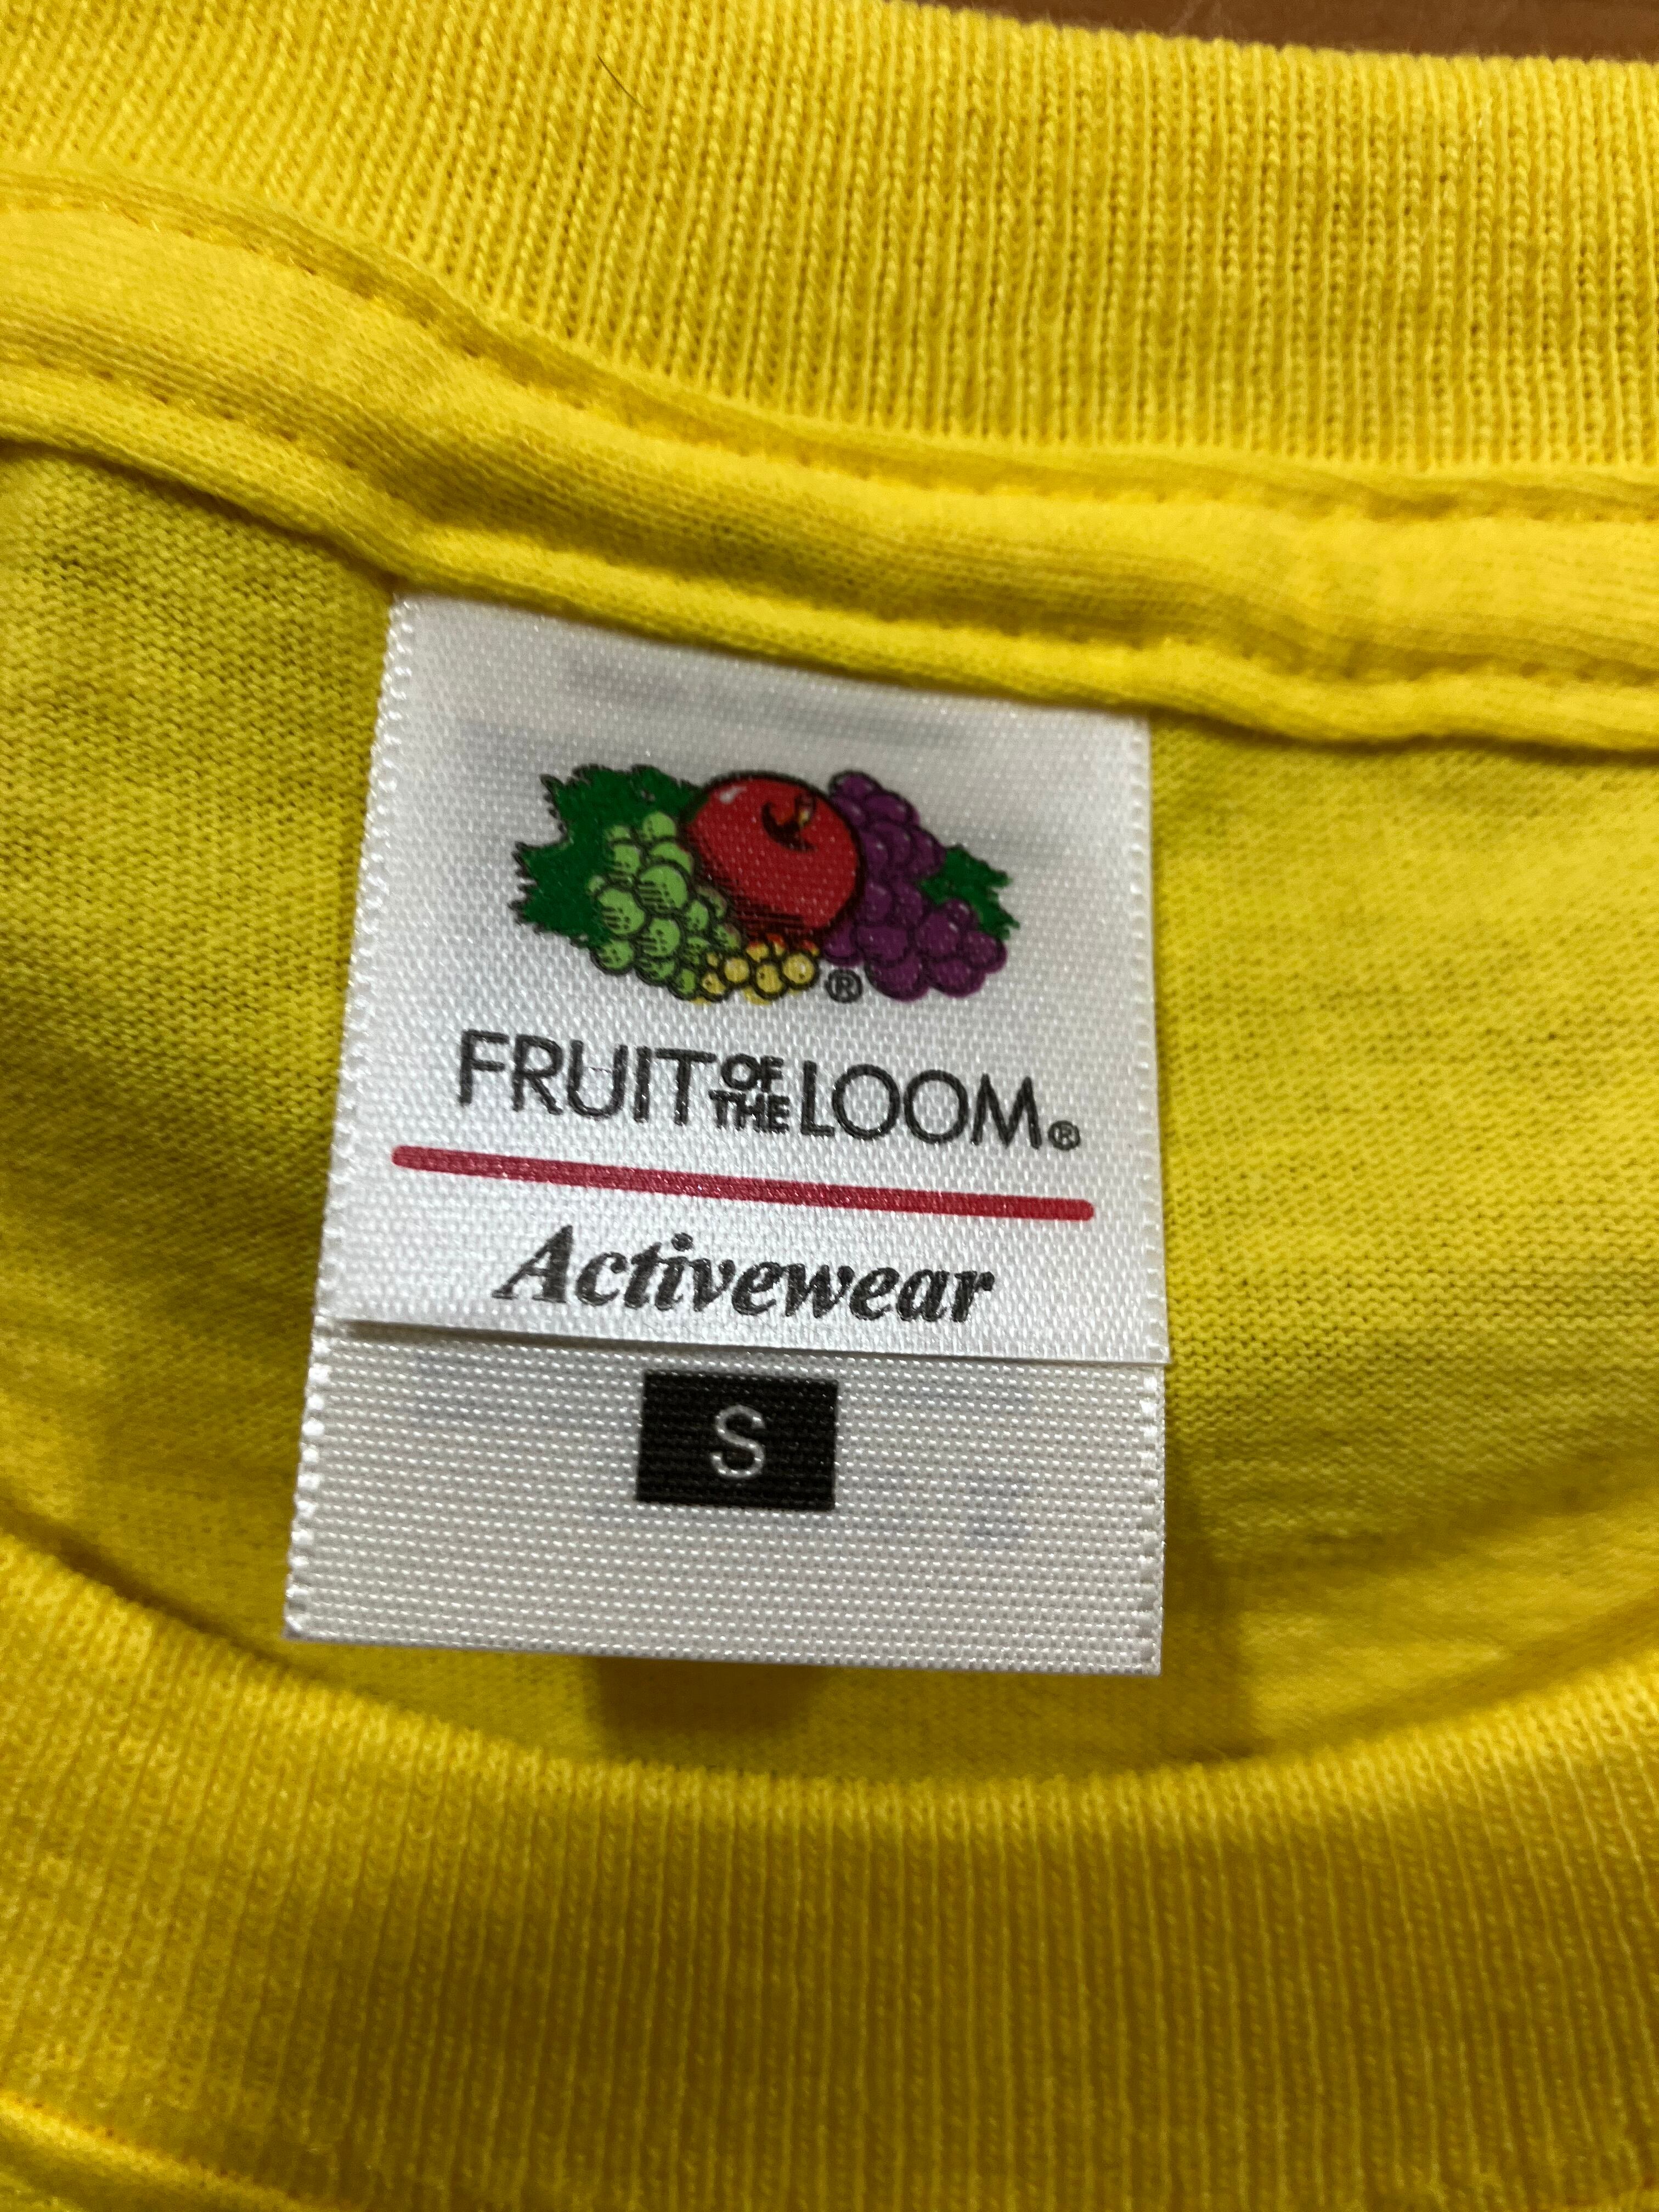 ®
FRUIT OF THE LOOM®
Activewear
S